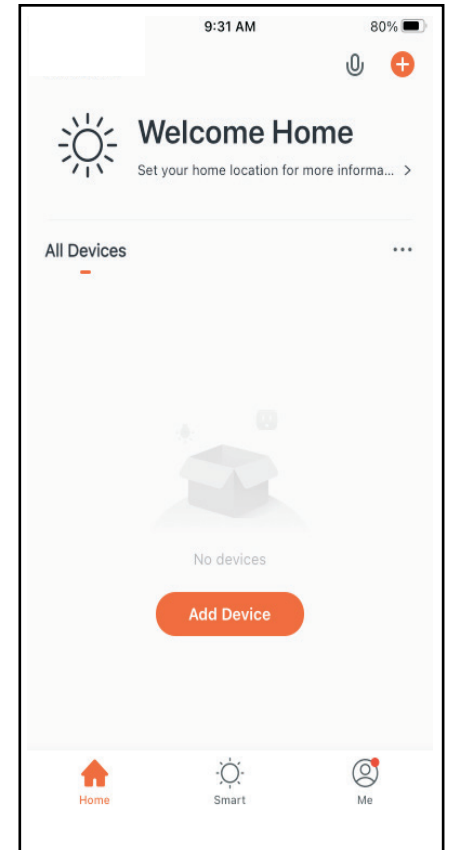 9:31 AM
80%
Welcome Home
Set your home location for more informa...
All Devices
No devices
Add Device
Home
Smart
Me